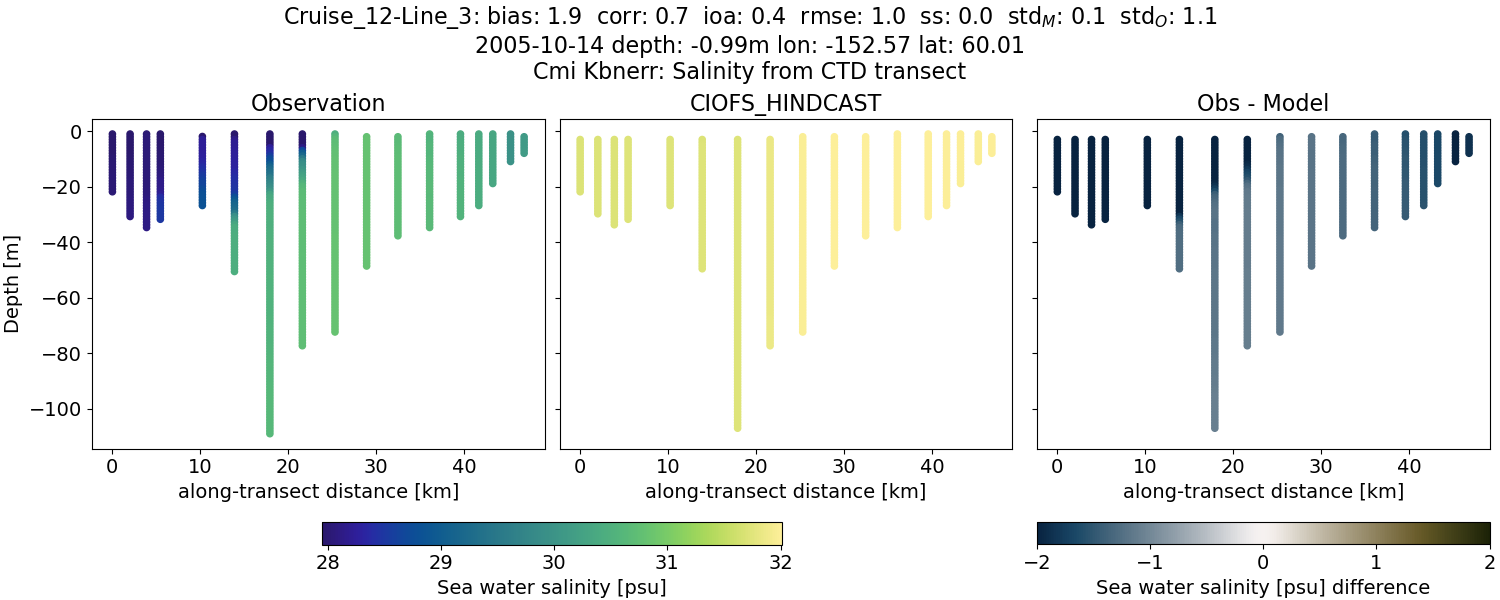 Cruise_12-Line_3: bias: 1.9 corr: 0.7 ioa: 0.4 rmse: 1.0 ss: 0.0 std_M: 0.1 std_O: 1.1
2005-10-14 depth: -0.99m lon: -152.57 lat: 60.01
Cmi Kbnerr: Salinity from CTD transect
Observation
CIOFS_HINDCAST
Obs - Model
Depth [m]
0
−20
−40
−60
−80
−100
0 10 20 30 40
0 10 20 30 40
0 10 20 30 40
along-transect distance [km]
along-transect distance [km]
along-transect distance [km]
28 29 30 31 32
Sea water salinity [psu]
−2 −1 0 1 2
Sea water salinity [psu] difference